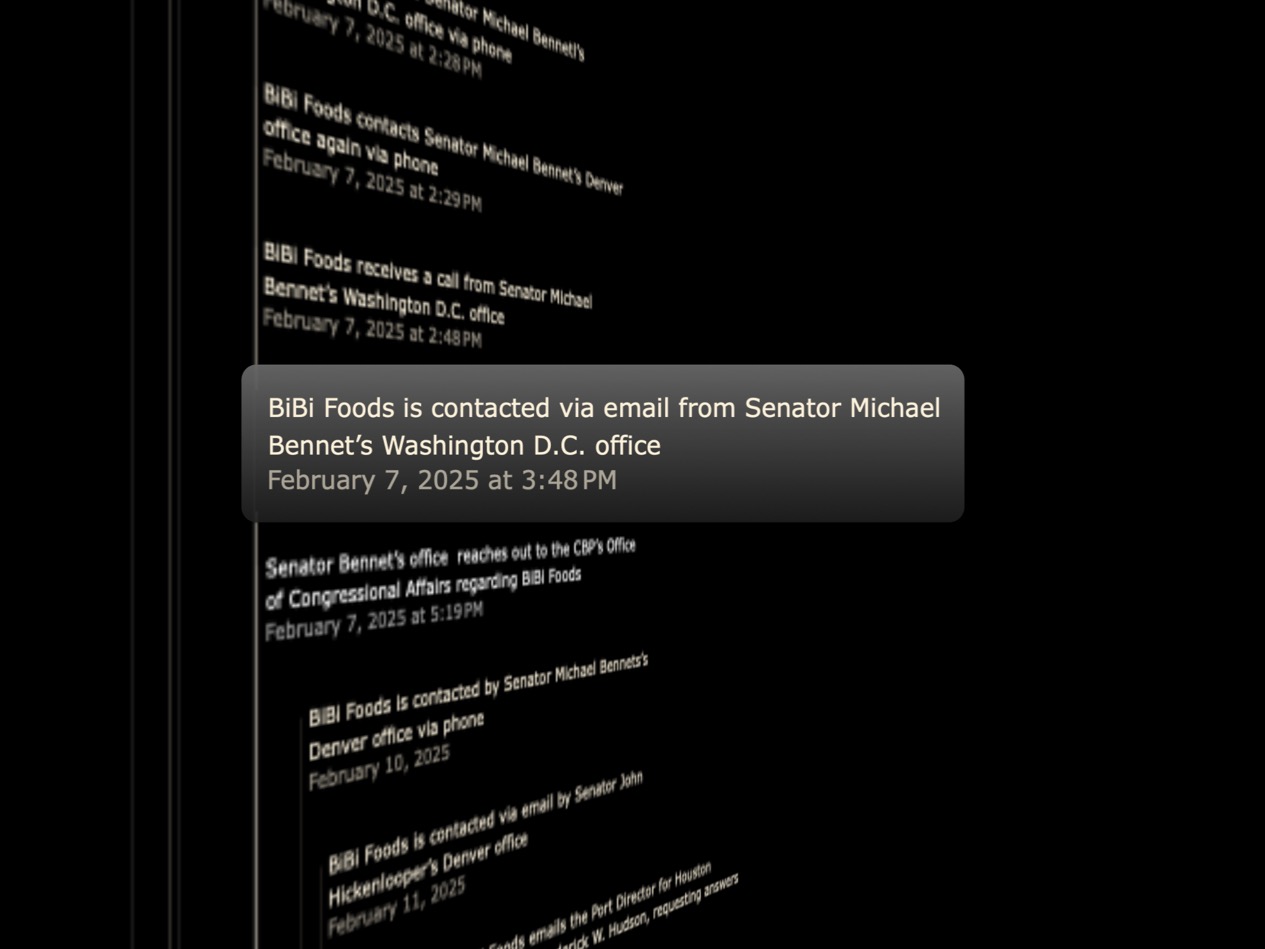 Senator Michael Bennett's
D.C. office via phone
February 7, 2025 at 2:28 PM
BiBi Foods contacts Senator Michael Bennet's Denver
office again via phone
February 7, 2025 at 2:29 PM
BiBi Foods receives a call from Senator Michael
Bennet's Washington D.C. office
February 7, 2025 at 2:48 PM
BiBi Foods is contacted via email from Senator Michael
Bennet’s Washington D.C. office
February 7, 2025 at 3:48 PM
Senator Bennet's office reaches out to the CBP's Office
of Congressional Affairs regarding BiBi Foods
February 7, 2025 at 5:19 PM
BiBi Foods is contacted by Senator Michael Bennets's
Denver office via phone
February 10, 2025
BiBi Foods is contacted via email by Senator John
Hickenlooper's Denver office
February 11, 2025
Foods emails the Port Director for Houston
W. Hudson, requesting answers